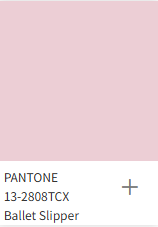 PANTONE
13-2808TCX
Ballet Slipper